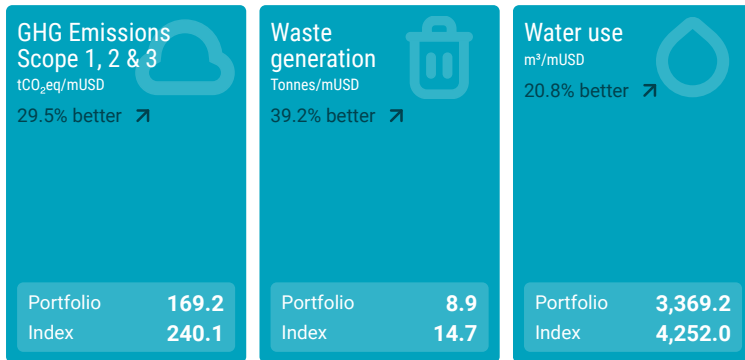 GHG Emissions
Scope 1, 2 & 3
tCO₂eq/mUSD
29.5% better
Portfolio 169.2
Index 240.1
Waste
generation
Tonnes/mUSD
39.2% better
Portfolio 8.9
Index 14.7
Water use
m³/mUSD
20.8% better
Portfolio 3,369.2
Index 4,252.0